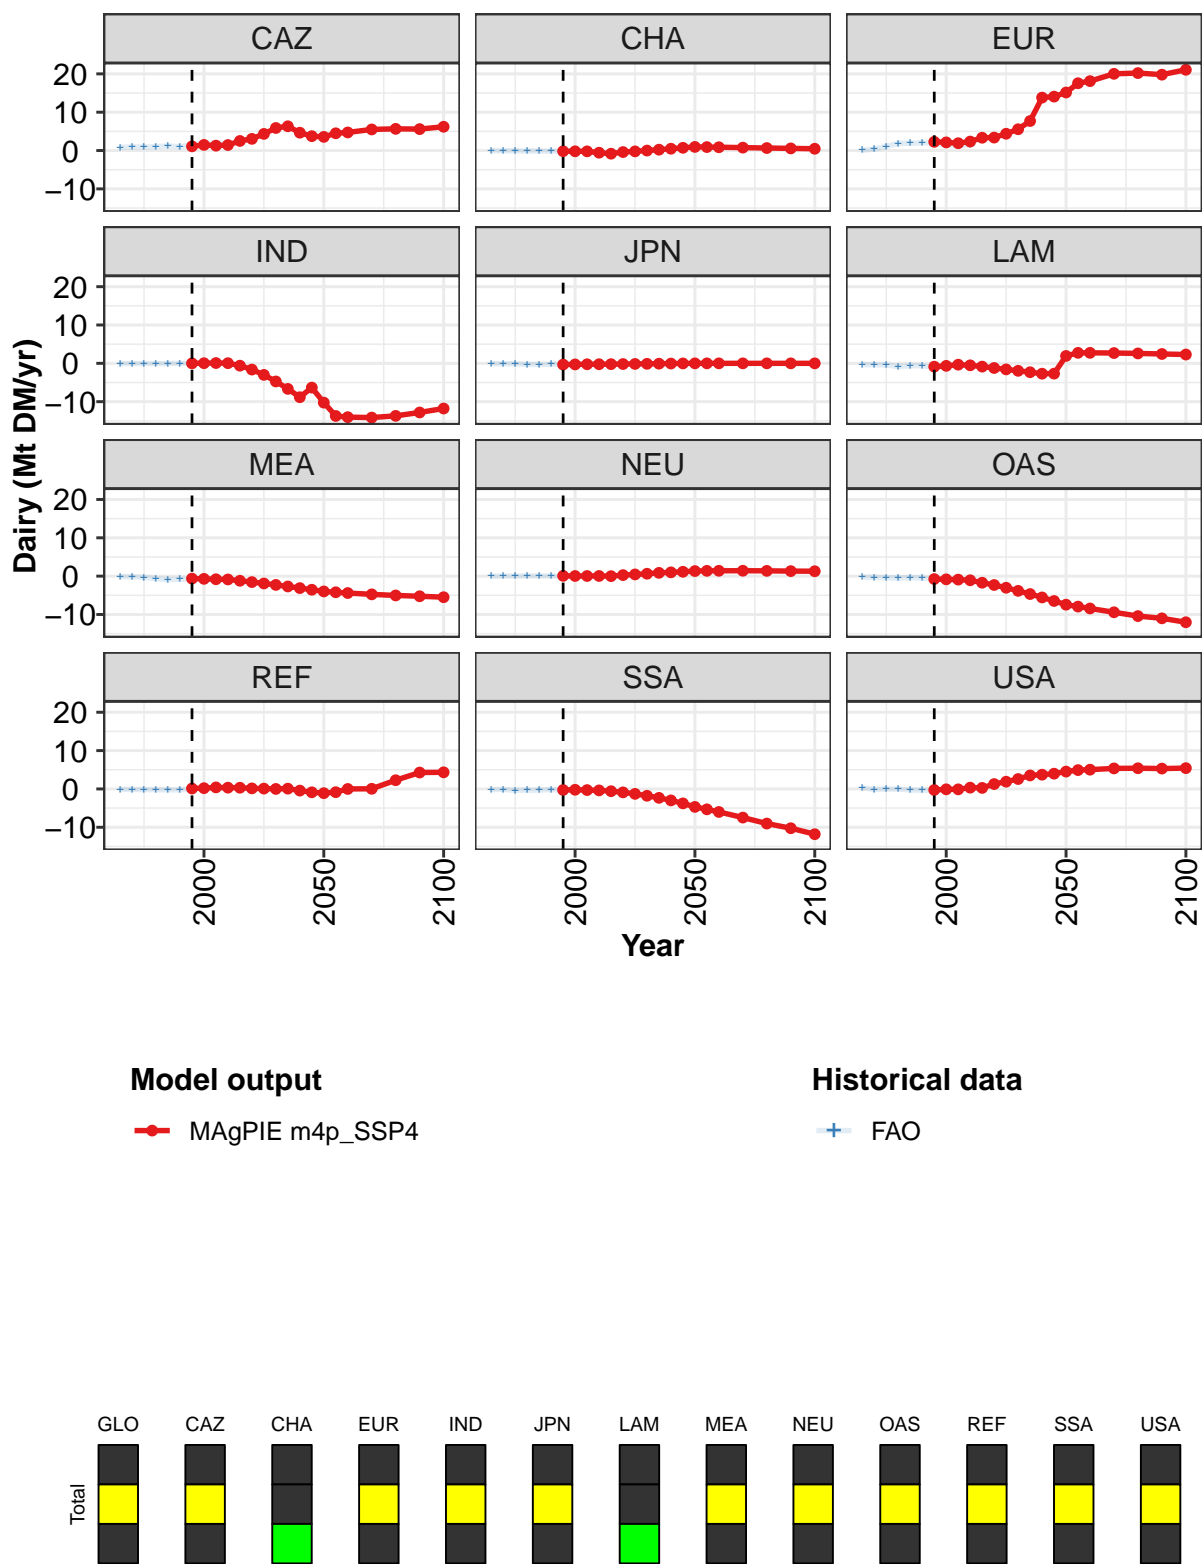 CAZ CHA EUR
20
10
0
−10
IND JPN LAM
20
10
0
−10
MEA NEU OAS
20
10
0
−10
REF SSA USA
20
10
0
−10
Dairy (Mt DM/yr)
2000 2050 2100 2000 2050 2100 2000 2050 2100
Year
Model output Historical data
MAgPIE m4p_SSP4 FAO
GLO CAZ CHA EUR IND JPN LAM MEA NEU OAS REF SSA USA
Total